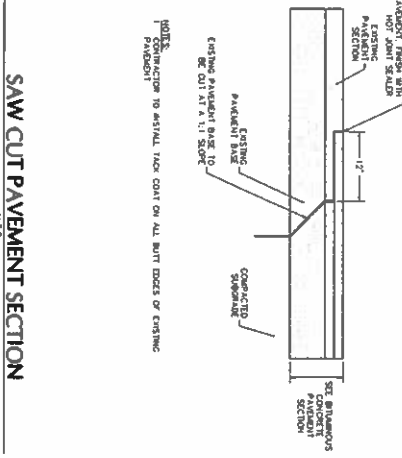 PAVEMENT. FINISH WITH
HOT JOINT SEALER
EXISTING
PAVEMENT
SECTION
12"
EXISTING
PAVEMENT BASE
EXISTING PAVEMENT BASE TO
BE CUT AT A 1:1 SLOPE
COMPACTED
SUBGRADE
SEE BITUMINOUS
CONCRETE
PAVEMENT
SECTION
NOTES:
1 CONTRACTOR TO INSTALL TACK COAT ON ALL BUTT EDGES OF EXISTING
PAVEMENT
SAW CUT PAVEMENT SECTION